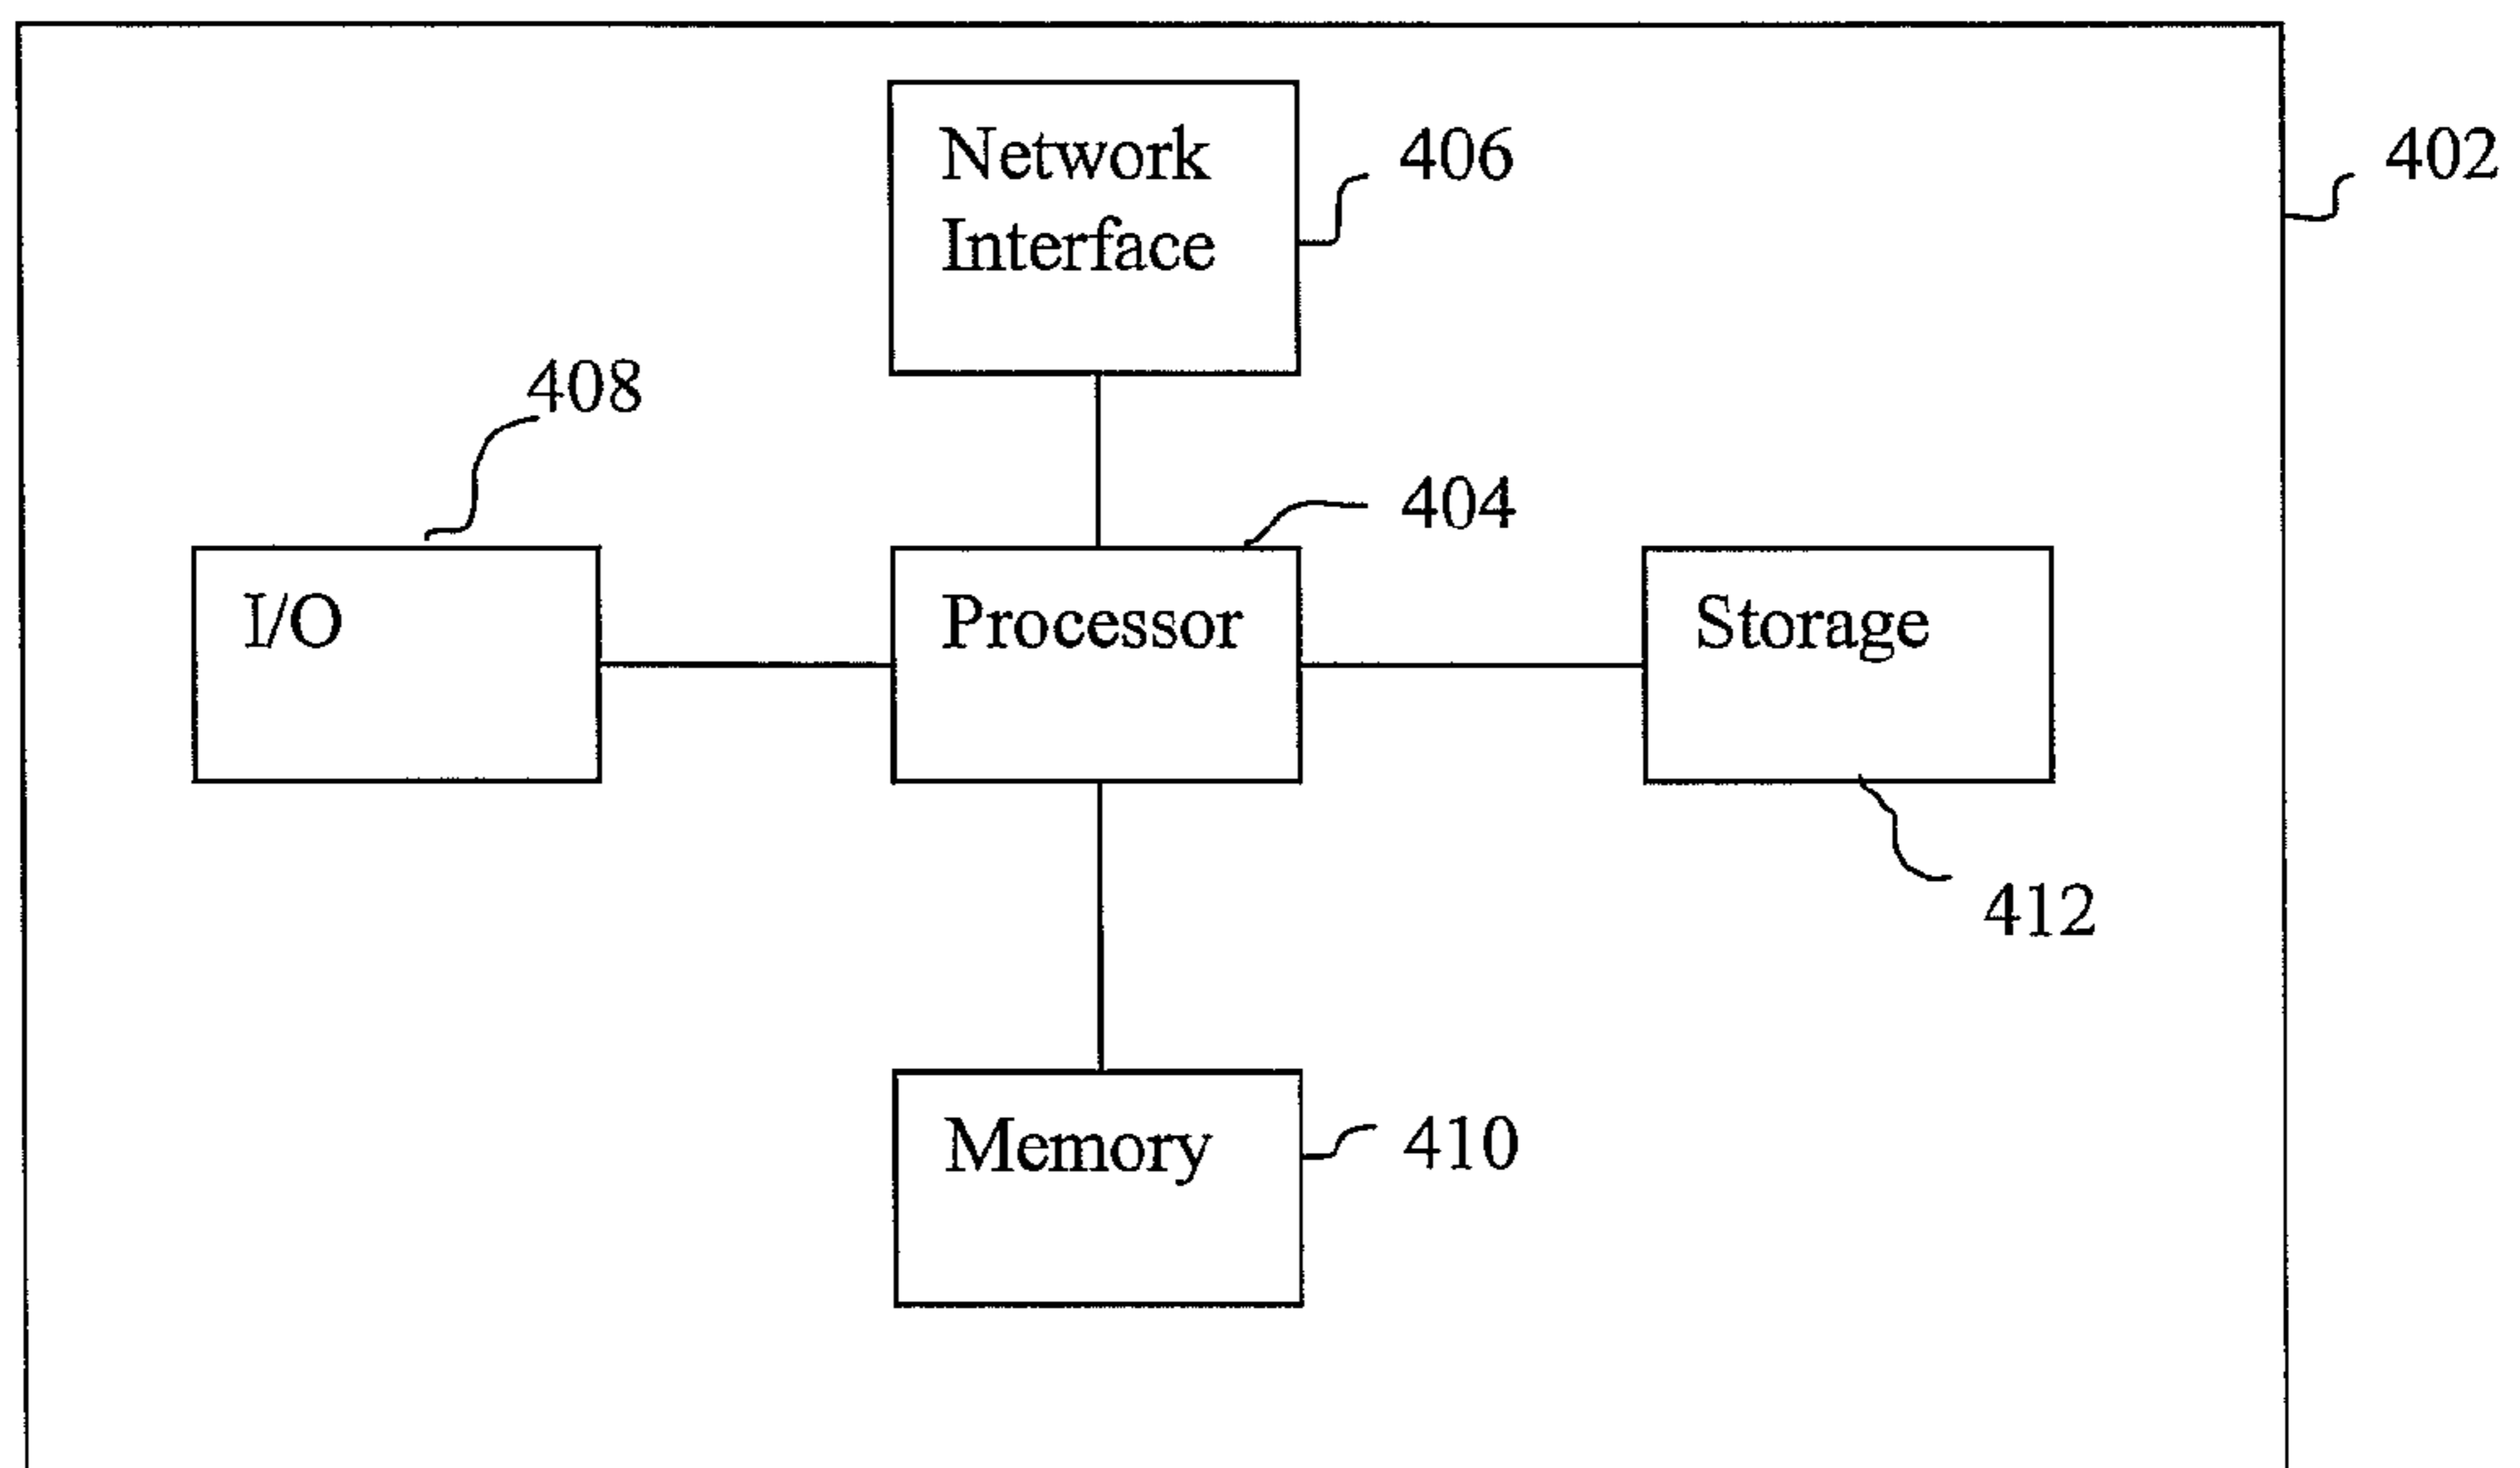 Network
Interface
406
402
408
404
I/O
Processor
Storage
412
Memory
410